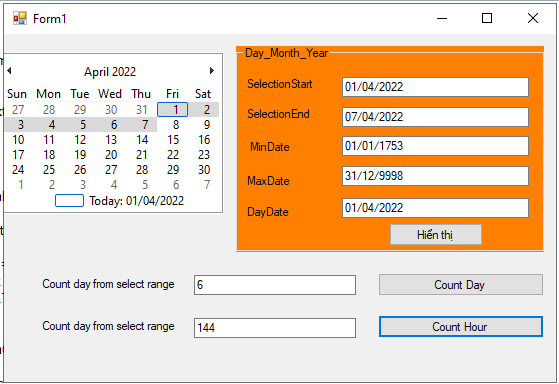 Form1
April 2022
Sun Mon Tue Wed Thu Fri Sat
27 28 29 30 31 1 2
3 4 5 6 7 8 9
10 11 12 13 14 15 16
17 18 19 20 21 22 23
24 25 26 27 28 29 30
1 2 3 4 5 6 7
Today: 01/04/2022
Day_Month_Year
SelectionStart 01/04/2022
SelectionEnd 07/04/2022
MinDate 01/01/1753
MaxDate 31/12/9998
DayDate 01/04/2022
Hiển thị
Count day from select range 6 Count Day
Count day from select range 144 Count Hour